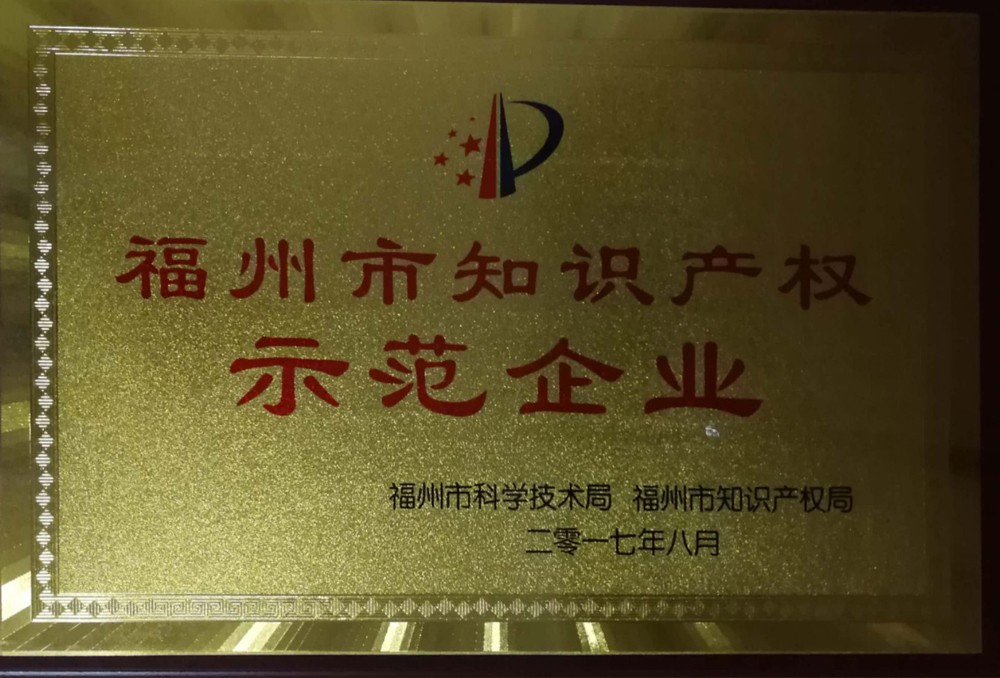 福州市知识产权
示范企业
福州市科学技术局 福州市知识产权局
二零一七年八月